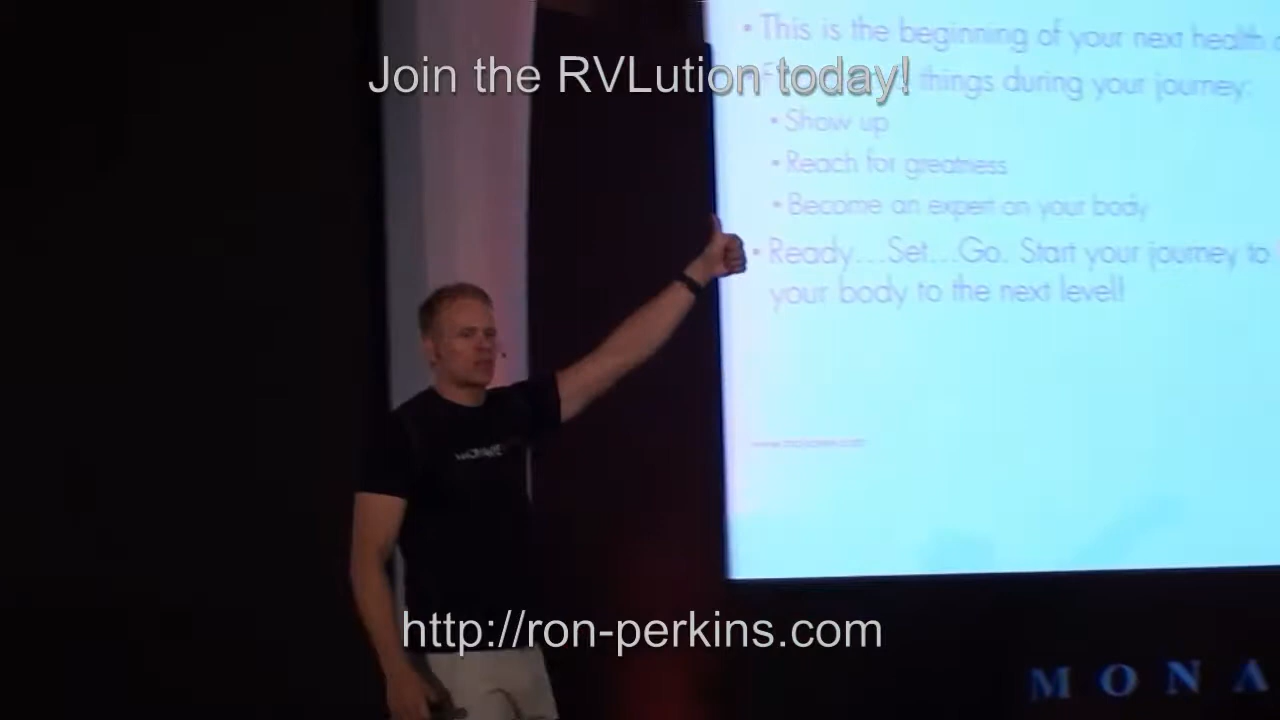 • This is the beginning of your next health
Join the RVLution today!
things during your journey:
• Show up
• Reach for greatness
• Become an expert on your body
• Ready...Set...Go. Start your journey to
your body to the next level!
http://ron-perkins.com
MONA